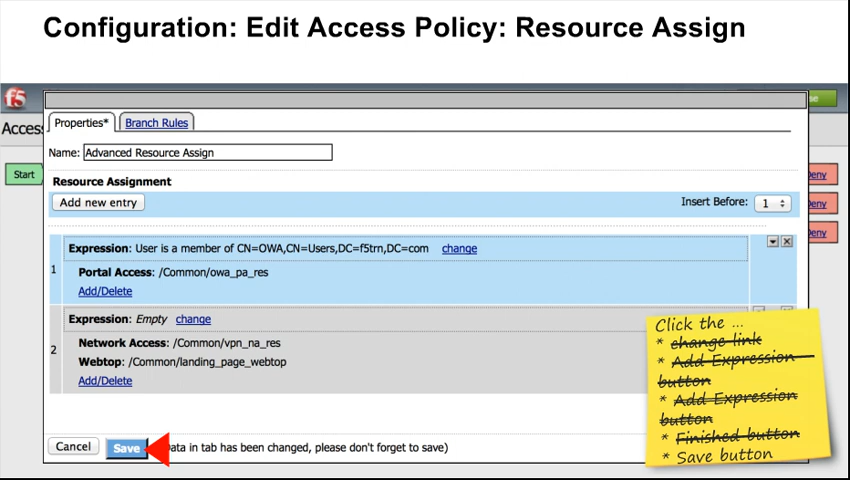 Configuration: Edit Access Policy: Resource Assign
f5
se
Access
Properties*
Branch Rules
Name: Advanced Resource Assign
Start
Deny
Resource Assignment
Add new entry
Insert Before: 1
Deny
Deny
1
Expression: User is a member of CN=OWA,CN=Users,DC=f5trn,DC=com change
Portal Access: /Common/owa_pa_res
Add/Delete
2
Expression: Empty change
Network Access: /Common/vpn_na_res
Webtop: /Common/landing_page_webtop
Add/Delete
Click the ...
* change link
* Add Expression
button
* Add Expression
button
* Finished button
* Save button
Cancel
Save
ata in tab has been changed, please don't forget to save)